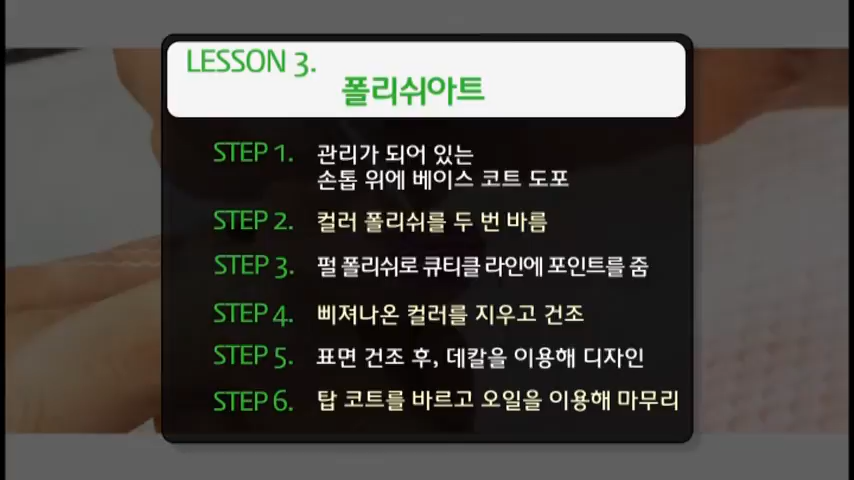 LESSON 3.
폴리쉬아트
STEP 1. 관리가 되어 있는
손톱 위에 베이스 코트 도포
STEP 2. 컬러 폴리쉬를 두 번 바름
STEP 3. 펄 폴리쉬로 큐티클 라인에 포인트를 줌
STEP 4. 삐져나온 컬러를 지우고 건조
STEP 5. 표면 건조 후, 데칼을 이용해 디자인
STEP 6. 탑 코트를 바르고 오일을 이용해 마무리